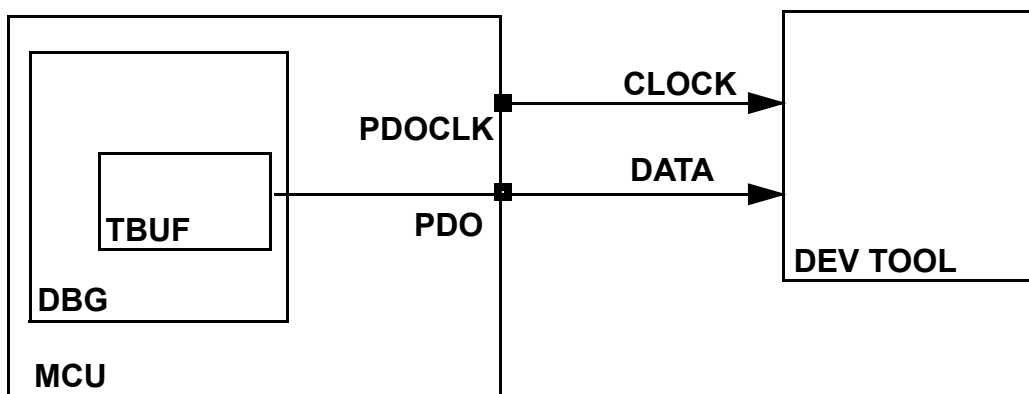 CLOCK
PDOCLK
DATA
TBUF
PDO
DEV TOOL
DBG
MCU